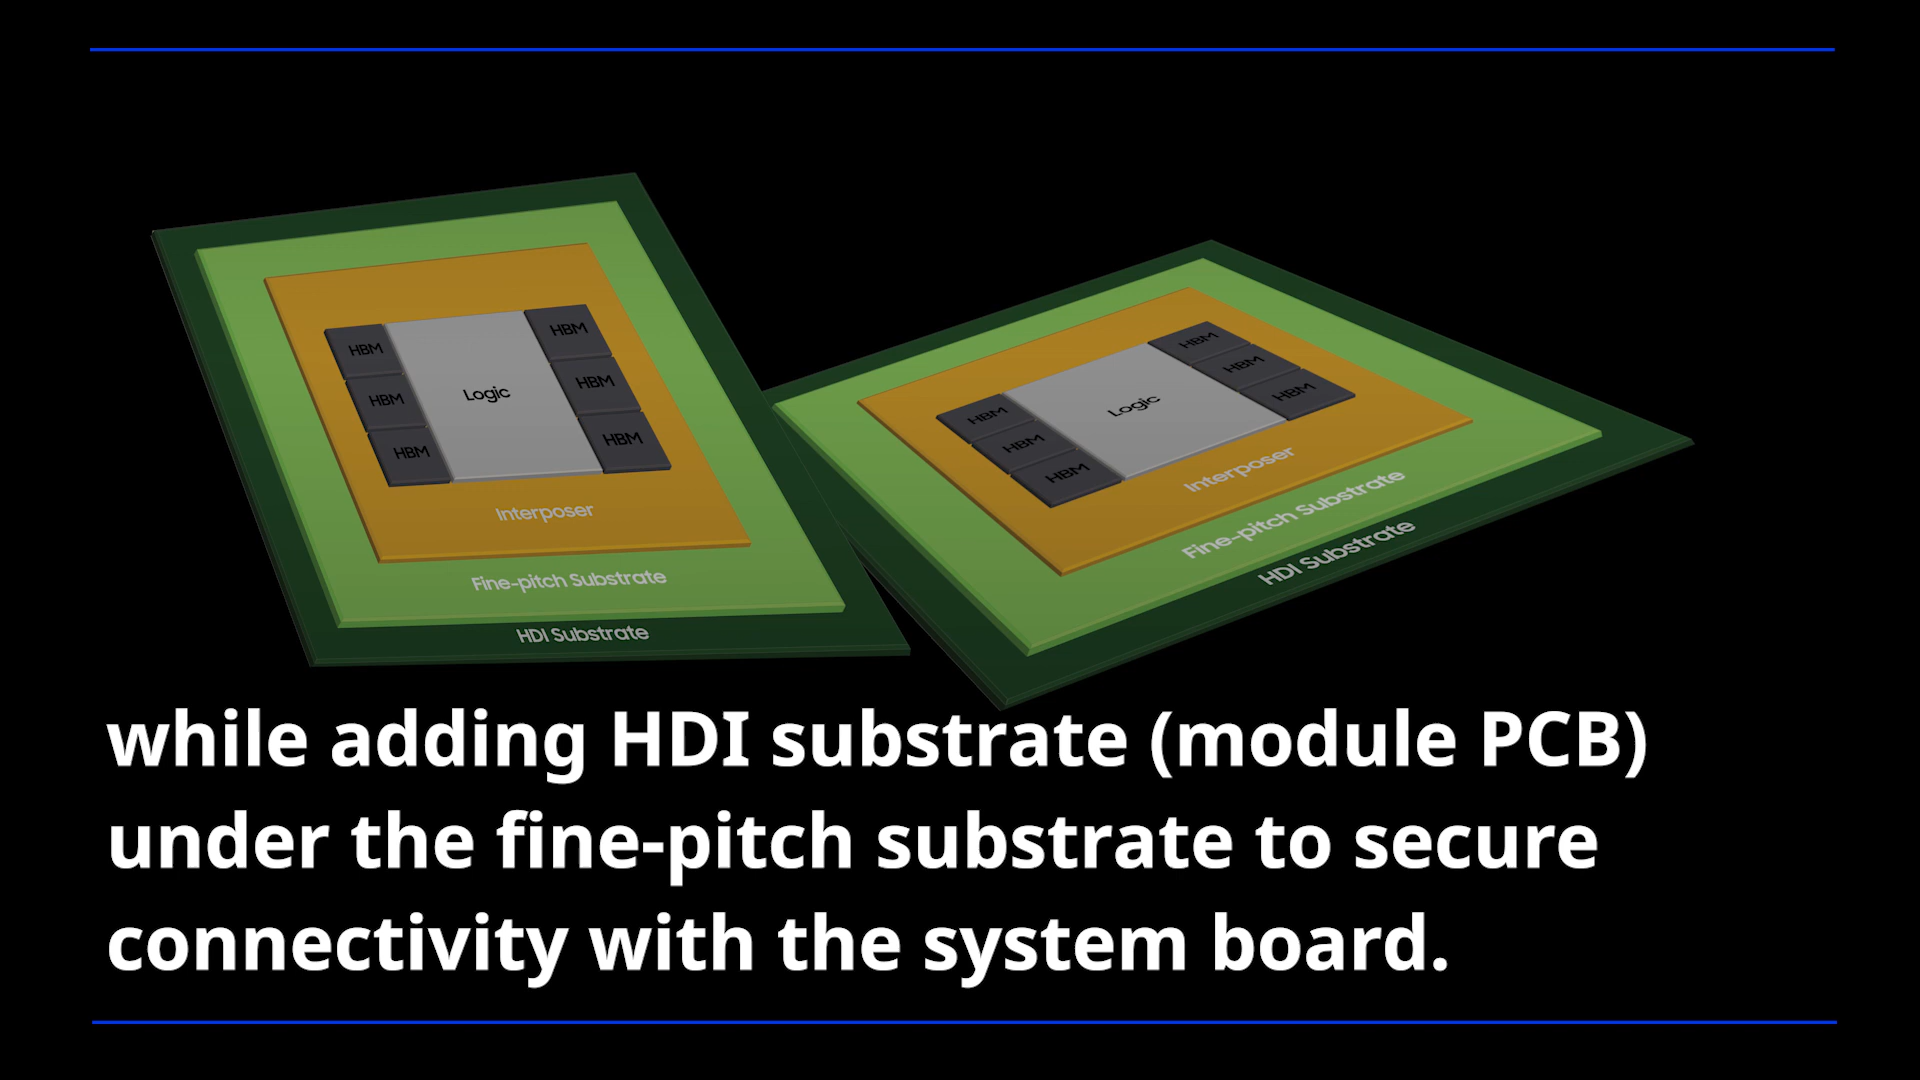 HBM
HBM
HBM
Logic
HBM
HBM
HBM
Interposer
Fine-pitch Substrate
HDI Substrate
HBM
HBM
HBM
Logic
HBM
HBM
HBM
Interposer
Fine-pitch Substrate
HDI Substrate
while adding HDI substrate (module PCB)
under the fine-pitch substrate to secure
connectivity with the system board.